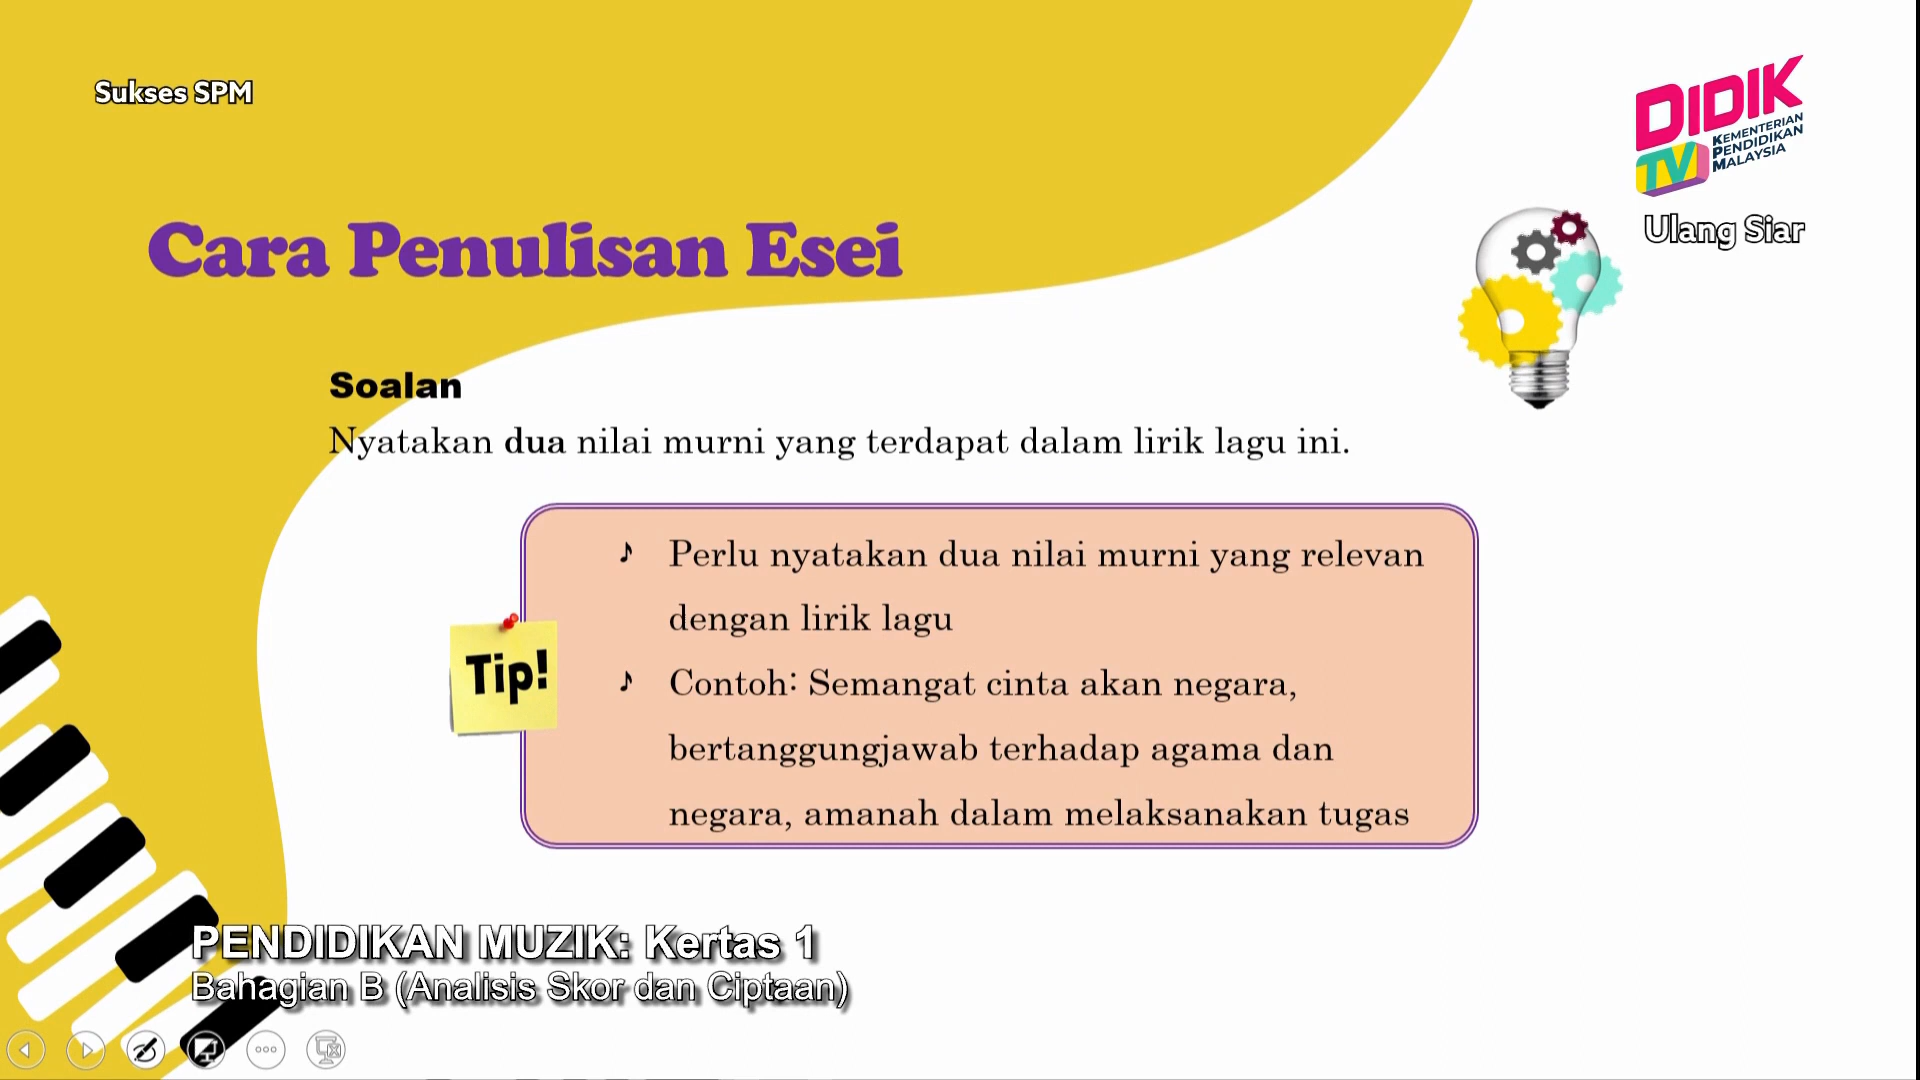 Sukses SPM
DIDIK
TV
KEMENTERIAN
PENDIDIKAN
MALAYSIA
Ulang Siar
Cara Penulisan Esei
Soalan
Nyatakan dua nilai murni yang terdapat dalam lirik lagu ini.
Tip!
♪ Perlu nyatakan dua nilai murni yang relevan
dengan lirik lagu
♪ Contoh: Semangat cinta akan negara,
bertanggungjawab terhadap agama dan
negara, amanah dalam melaksanakan tugas
PENDIDIKAN MUZIK: Kertas 1
Bahagian B (Analisis Skor dan Ciptaan)